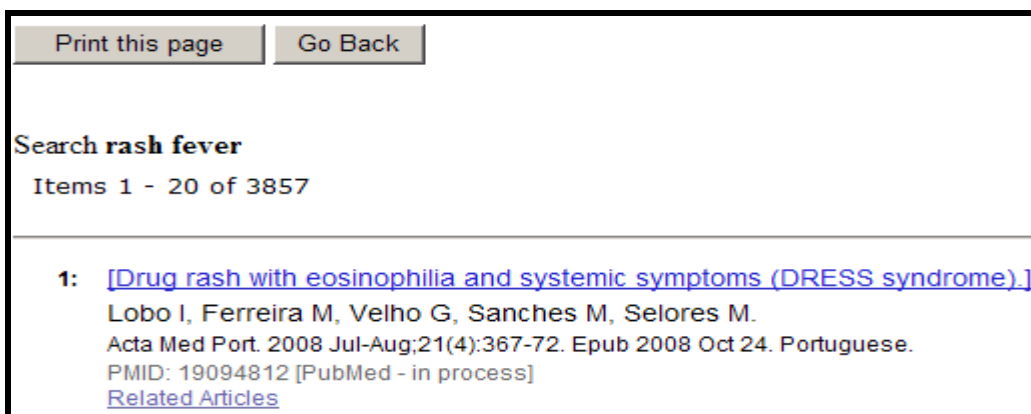 Print this page Go Back
Search rash fever
Items 1 - 20 of 3857
1: [Drug rash with eosinophilia and systemic symptoms (DRESS syndrome).]
Lobo I, Ferreira M, Velho G, Sanches M, Selores M.
Acta Med Port. 2008 Jul-Aug;21(4):367-72. Epub 2008 Oct 24. Portuguese.
PMID: 19094812 [PubMed - in process]
Related Articles